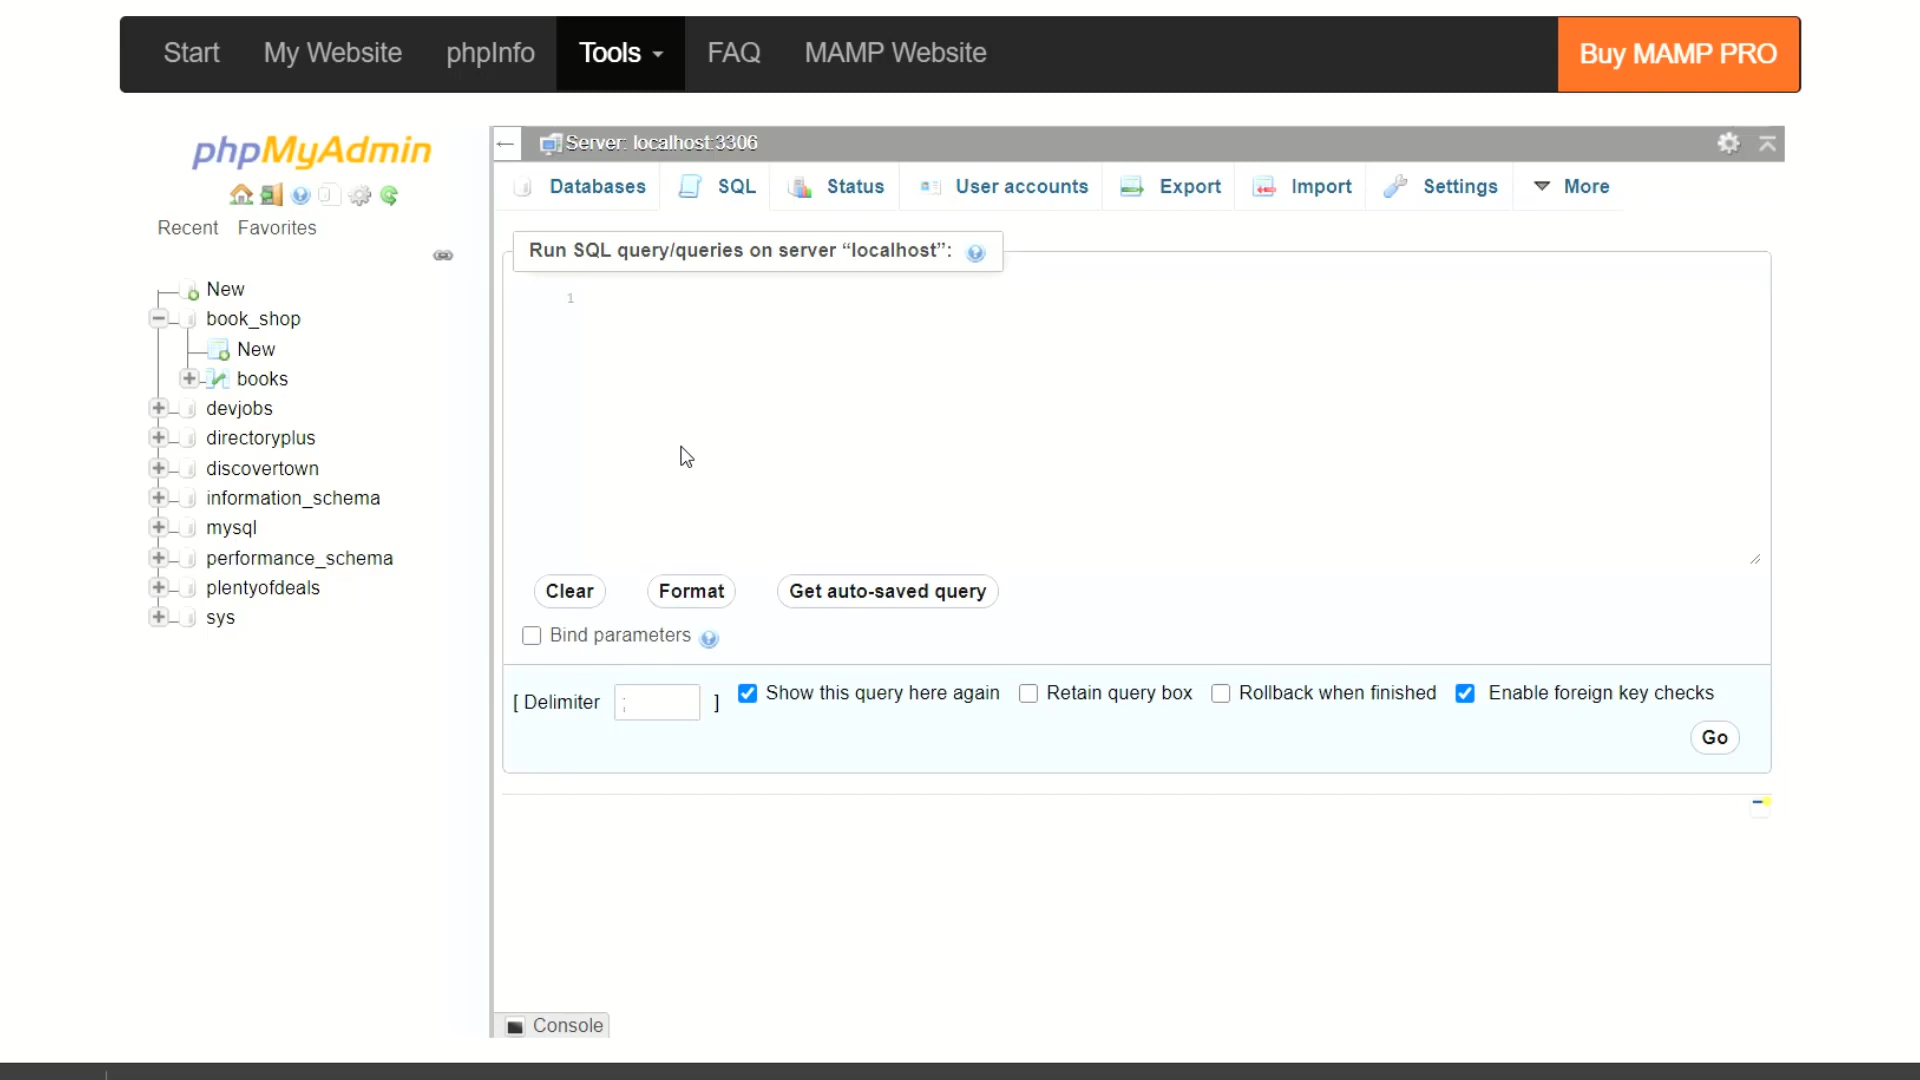 Start My Website phpInfo Tools FAQ MAMP Website Buy MAMP PRO
phpMyAdmin
Recent Favorites
New
book_shop
New
books
devjobs
directoryplus
discovertown
information_schema
mysql
performance_schema
plentyofdeals
sys
Server: localhost:3306
Databases SQL Status User accounts Export Import Settings More
Run SQL query/queries on server “localhost”:
1
Clear Format Get auto-saved query
Bind parameters
[ Delimiter ; ] Show this query here again Retain query box Rollback when finished Enable foreign key checks
Go
Console